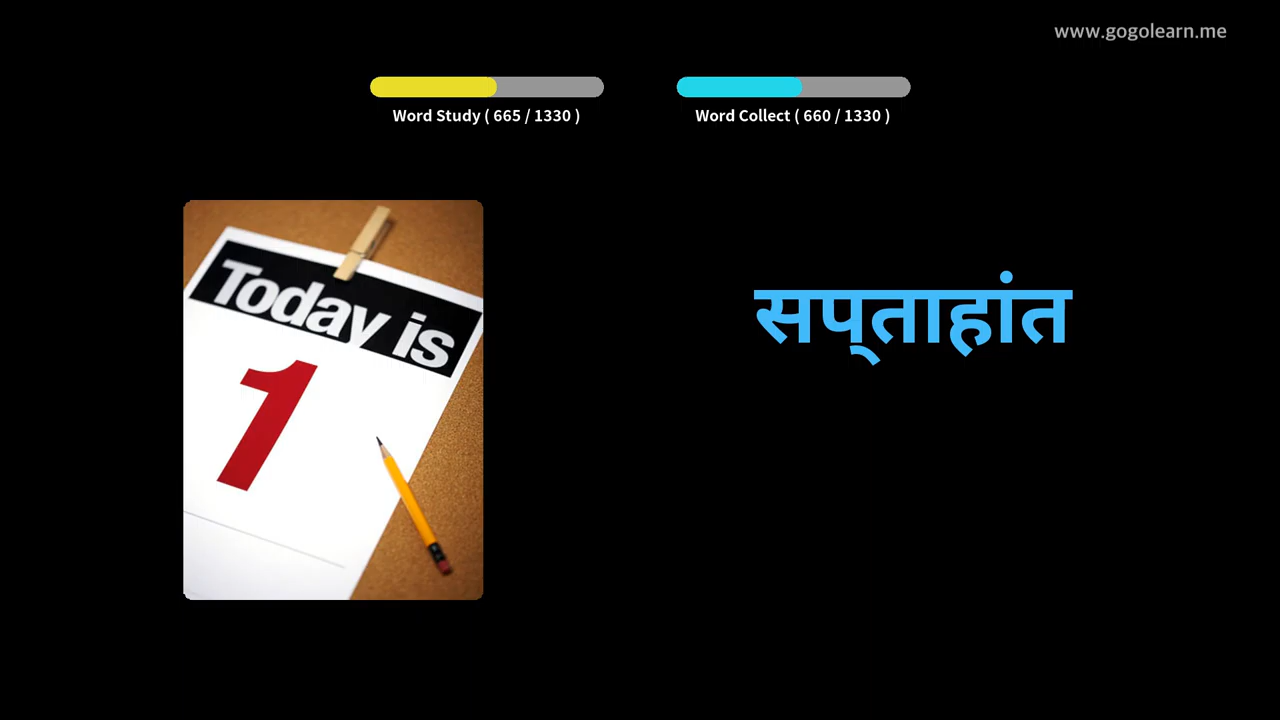 www.gogolearn.me
Word Study ( 665 / 1330 )
Word Collect ( 660 / 1330 )
Today is
1
सप्ताहांत